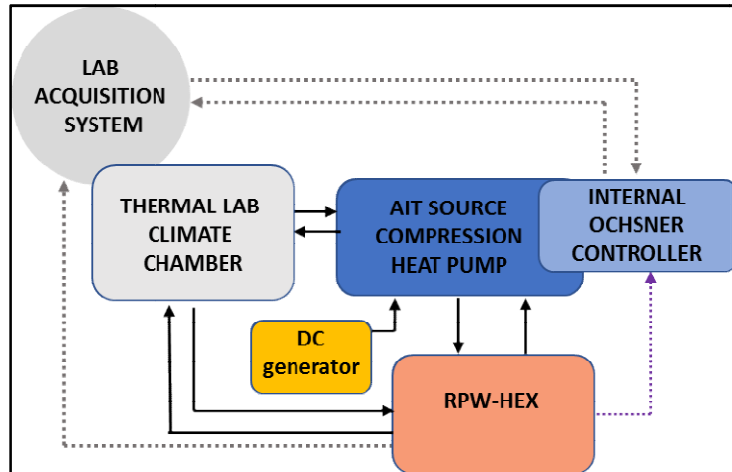 LAB
ACQUISITION
SYSTEM
THERMAL LAB
CLIMATE
CHAMBER
AIT SOURCE
COMPRESSION
HEAT PUMP
INTERNAL
OCHSNER
CONTROLLER
DC
generator
RPW-HEX